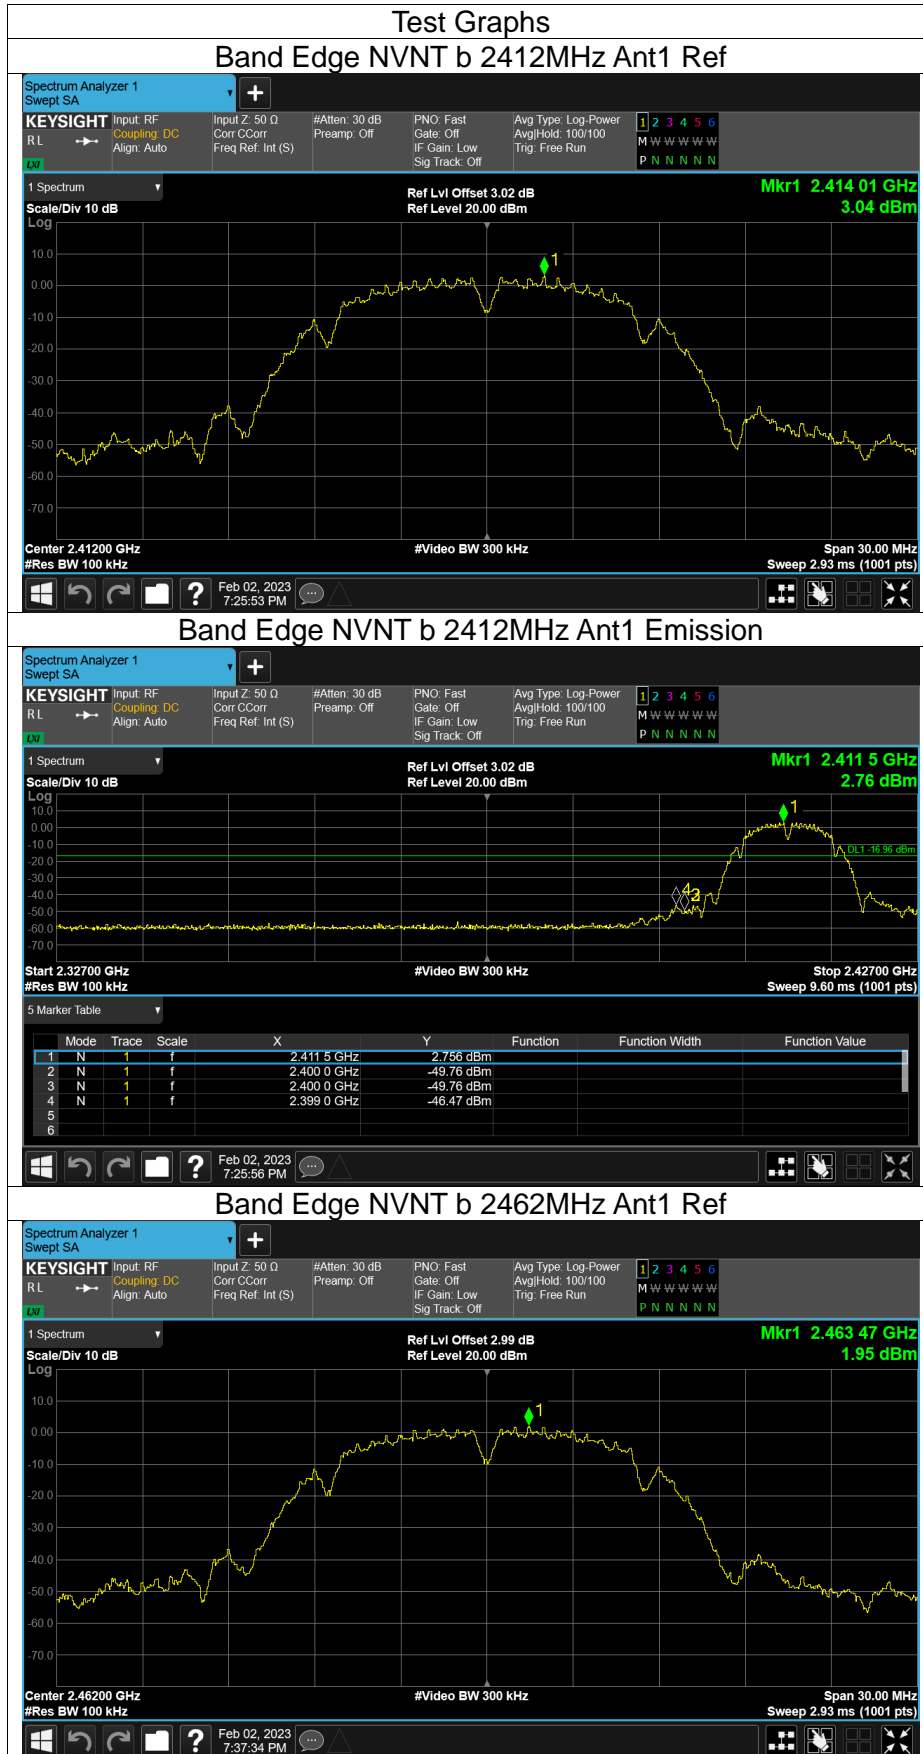 Test Graphs
Band Edge NVNT b 2412MHz Ant1 Ref
Spectrum Analyzer 1
Swept SA
+
KEYSIGHT Input: RF Input Z: 50 Ω #Atten: 30 dB PNO: Fast Avg Type: Log-Power 1 2 3 4 5 6
R L Coupling: DC Corr CCorr Preamp: Off Gate: Off Avg|Hold: 100/100 M W W W W W
Align: Auto Freq Ref: Int (S) IF Gain: Low Trig: Free Run
LXI Sig Track: Off P N N N N N
1 Spectrum Ref Lvl Offset 3.02 dB Mkr1 2.414 01 GHz
Scale/Div 10 dB Ref Level 20.00 dBm 3.04 dBm
Log
1
10.0
0.00
-10.0
-20.0
-30.0
-40.0
-50.0
-60.0
-70.0
Center 2.41200 GHz #Video BW 300 kHz Span 30.00 MHz
#Res BW 100 kHz Sweep 2.93 ms (1001 pts)
? Feb 02, 2023
7:25:53 PM
Band Edge NVNT b 2412MHz Ant1 Emission
Spectrum Analyzer 1
Swept SA
+
KEYSIGHT Input: RF Input Z: 50 Ω #Atten: 30 dB PNO: Fast Avg Type: Log-Power 1 2 3 4 5 6
R L Coupling: DC Corr CCorr Preamp: Off Gate: Off Avg|Hold: 100/100 M W W W W W
Align: Auto Freq Ref: Int (S) IF Gain: Low Trig: Free Run
LXI Sig Track: Off P N N N N N
1 Spectrum Ref Lvl Offset 3.02 dB Mkr1 2.411 5 GHz
Scale/Div 10 dB Ref Level 20.00 dBm 2.76 dBm
Log
10.0 1
0.00
-10.0 DL1 -16.96 dBm
-20.0
-30.0
-40.0 4
-50.0
-60.0
-70.0
Start 2.32700 GHz #Video BW 300 kHz Stop 2.42700 GHz
#Res BW 100 kHz Sweep 9.60 ms (1001 pts)
5 Marker Table
Mode Trace Scale X Y Function Function Width Function Value
1 N 1 f 2.411 5 GHz 2.756 dBm
2 N 1 f 2.400 0 GHz -49.76 dBm
3 N 1 f 2.400 0 GHz -49.76 dBm
4 N 1 f 2.399 0 GHz -46.47 dBm
5
6
? Feb 02, 2023
7:25:56 PM
Band Edge NVNT b 2462MHz Ant1 Ref
Spectrum Analyzer 1
Swept SA
+
KEYSIGHT Input: RF Input Z: 50 Ω #Atten: 30 dB PNO: Fast Avg Type: Log-Power 1 2 3 4 5 6
R L Coupling: DC Corr CCorr Preamp: Off Gate: Off Avg|Hold: 100/100 M W W W W W
Align: Auto Freq Ref: Int (S) IF Gain: Low Trig: Free Run
LXI Sig Track: Off P N N N N N
1 Spectrum Ref Lvl Offset 2.99 dB Mkr1 2.463 47 GHz
Scale/Div 10 dB Ref Level 20.00 dBm 1.95 dBm
Log
10.0
1
0.00
-10.0
-20.0
-30.0
-40.0
-50.0
-60.0
-70.0
Center 2.46200 GHz #Video BW 300 kHz Span 30.00 MHz
#Res BW 100 kHz Sweep 2.93 ms (1001 pts)
? Feb 02, 2023
7:37:34 PM